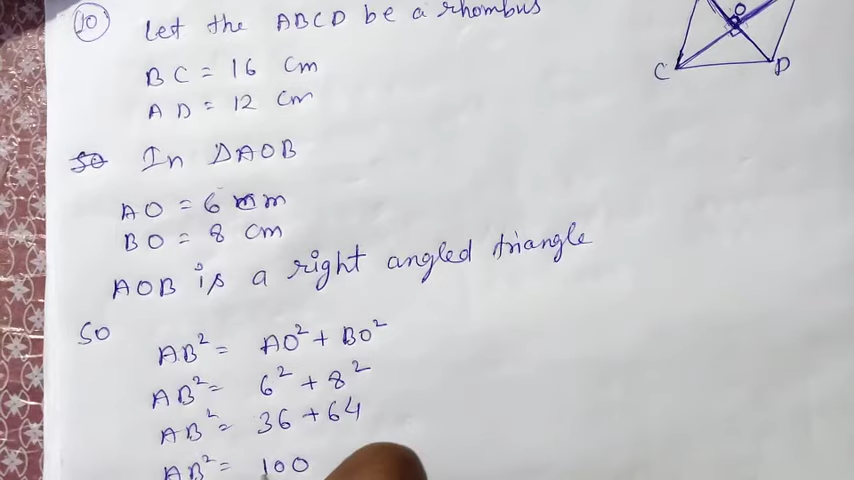 10 Let the ABCD be a rhombus
BC = 16 cm
AD = 12 cm
So In ΔAOB
AO = 6 cm
BO = 8 cm
AOB is a right angled triangle
So
AB² = AO² + BO²
AB² = 6² + 8²
AB² = 36 + 64
AB² = 100
O
C D